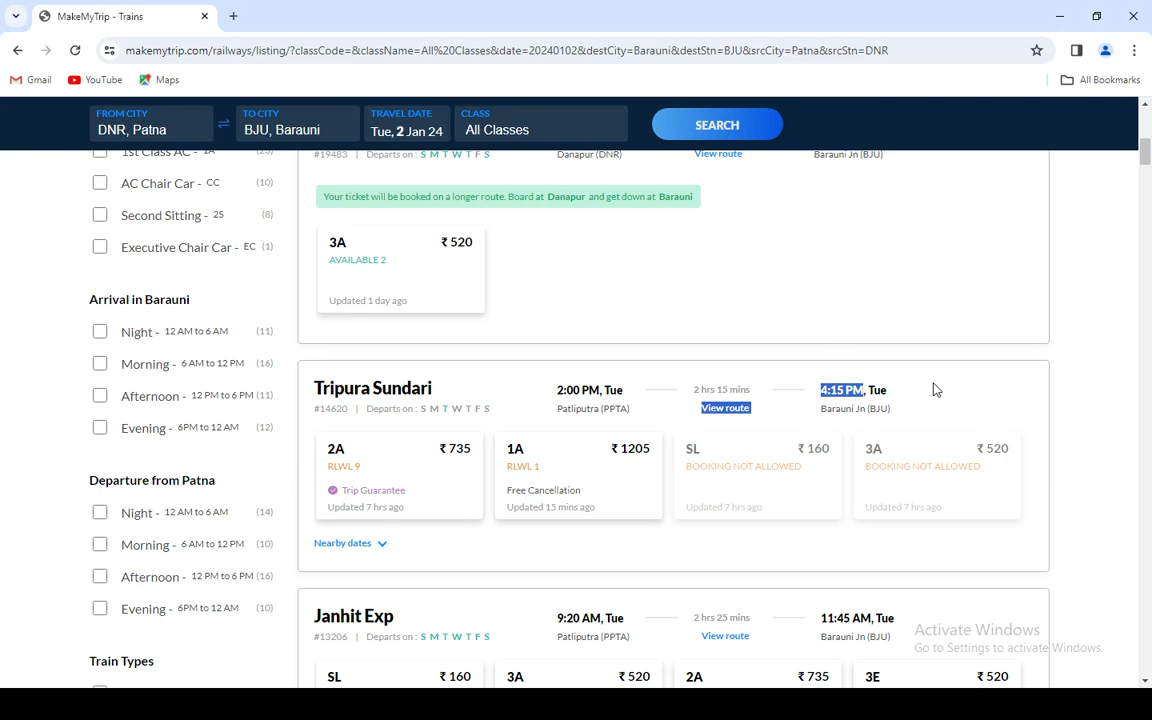 MakeMyTrip - Trains
makemytrip.com/railways/listing/?classCode=&className=All%20Classes&date=20240102&destCity=Barauni&destStn=BJU&srcCity=Patna&srcStn=DNR
Gmail YouTube Maps All Bookmarks
FROM CITY TO CITY TRAVEL DATE CLASS
DNR, Patna BJU, Barauni Tue, 2 Jan 24 All Classes SEARCH
1st Class AC - 1A (23)
#19483 | Departs on : S M T W T F S Danapur (DNR) View route Barauni Jn (BJU)
AC Chair Car - CC (10)
Second Sitting - 2S (8)
Executive Chair Car - EC (1)
Your ticket will be booked on a longer route. Board at Danapur and get down at Barauni
3A ₹ 520
AVAILABLE 2
Updated 1 day ago
Arrival in Barauni
Night - 12 AM to 6 AM (11)
Morning - 6 AM to 12 PM (16)
Afternoon - 12 PM to 6 PM (11)
Evening - 6PM to 12 AM (12)
Departure from Patna
Night - 12 AM to 6 AM (14)
Morning - 6 AM to 12 PM (10)
Afternoon - 12 PM to 6 PM (16)
Evening - 6PM to 12 AM (10)
Train Types
Tripura Sundari 2:00 PM, Tue 2 hrs 15 mins 4:15 PM, Tue
#14620 | Departs on : S M T W T F S Patliputra (PPTA) View route Barauni Jn (BJU)
2A ₹ 735
RLWL 9
Trip Guarantee
Updated 7 hrs ago
1A ₹ 1205
RLWL 1
Free Cancellation
Updated 15 mins ago
SL ₹ 160
BOOKING NOT ALLOWED
Updated 7 hrs ago
3A ₹ 520
BOOKING NOT ALLOWED
Updated 7 hrs ago
Nearby dates
Janhit Exp 9:20 AM, Tue 2 hrs 25 mins 11:45 AM, Tue
#13206 | Departs on : S M T W T F S Patliputra (PPTA) View route Barauni Jn (BJU)
SL ₹ 160 3A ₹ 520 2A ₹ 735 3E ₹ 520
Activate Windows
Go to Settings to activate Windows.